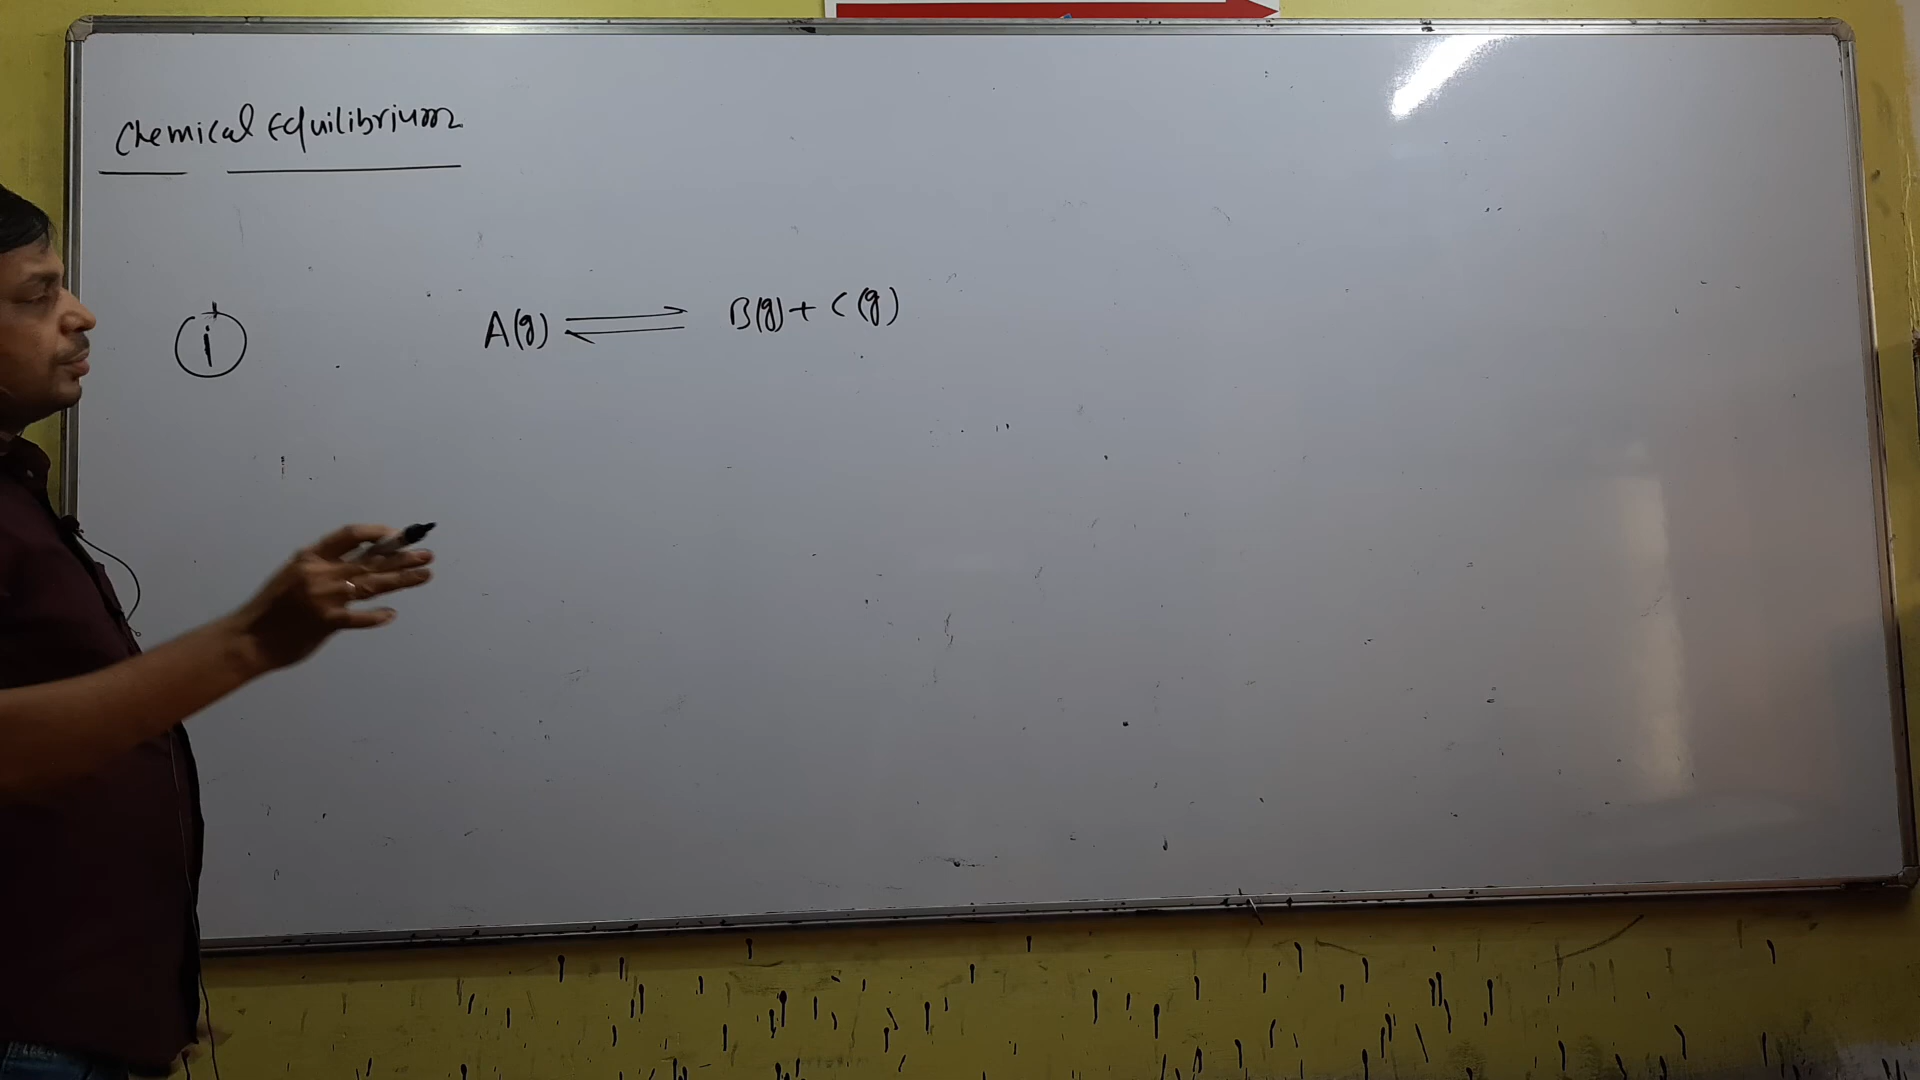 Chemical Equilibrium
i A(g) ⇌ B(g) + C(g)